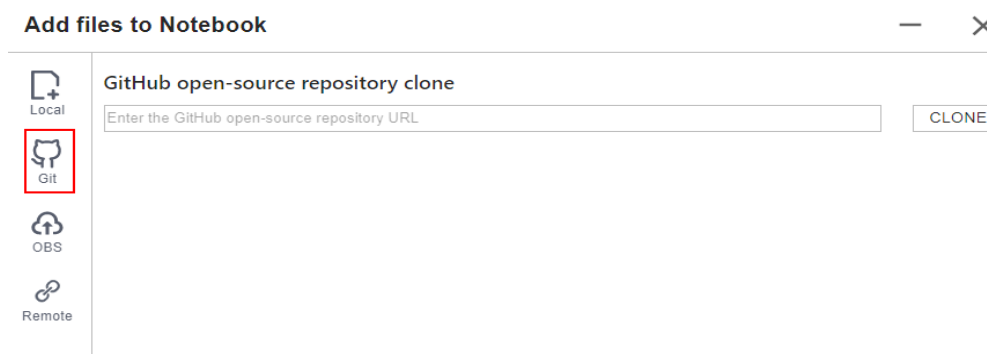 Add files to Notebook
Local
GitHub open-source repository clone
Enter the GitHub open-source repository URL
CLONE
Git
OBS
Remote